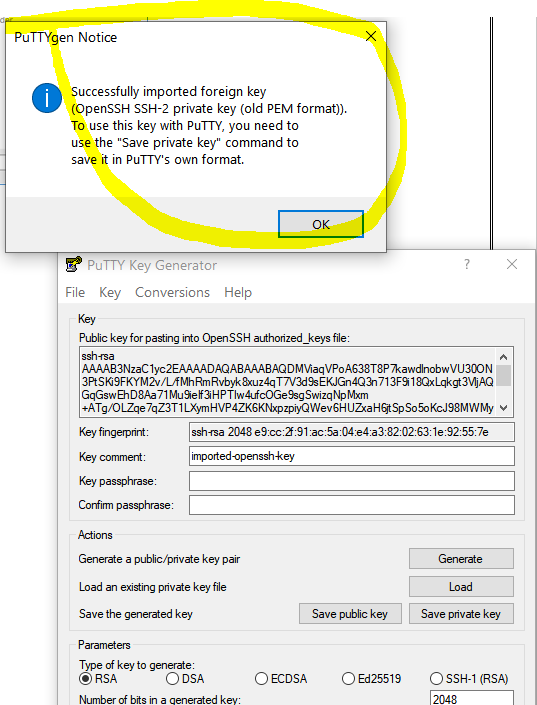 PuTTYgen Notice
Successfully imported foreign key
(OpenSSH SSH-2 private key (old PEM format)).
To use this key with PuTTY, you need to
use the "Save private key" command to
save it in PuTTY's own format.
OK
PuTTY Key Generator
?
File Key Conversions Help
Key
Public key for pasting into OpenSSH authorized_keys file:
ssh-rsa
AAAAB3NzaC1yc2EAAAADAQABAAABAQDMViaqVPoA638T8P7kawdlnobwVU30ON
3PtSKi9FKYM2v/L/fMhRmRvbyk8xuz4qT7V3d9sEKJGn4Q3n713F9i18QxLqkgt3VljAQ
GqGswEhD8Aa71Mu9ielf3iHPTlw4ufcOGe9sgSwizqNpMxm
+ATg/OLZqe7qZ3T1LXymHVP4ZK6KNxpzpiyQWev6HUZxaH6jtSpSo5oKcJ98MWMy
Key fingerprint: ssh-rsa 2048 e9:cc:2f:91:ac:5a:04:e4:a3:82:02:63:1e:92:55:7e
Key comment: imported-openssh-key
Key passphrase:
Confirm passphrase:
Actions
Generate a public/private key pair Generate
Load an existing private key file Load
Save the generated key Save public key Save private key
Parameters
Type of key to generate:
RSA DSA ECDSA Ed25519 SSH-1 (RSA)
Number of bits in a generated key: 2048